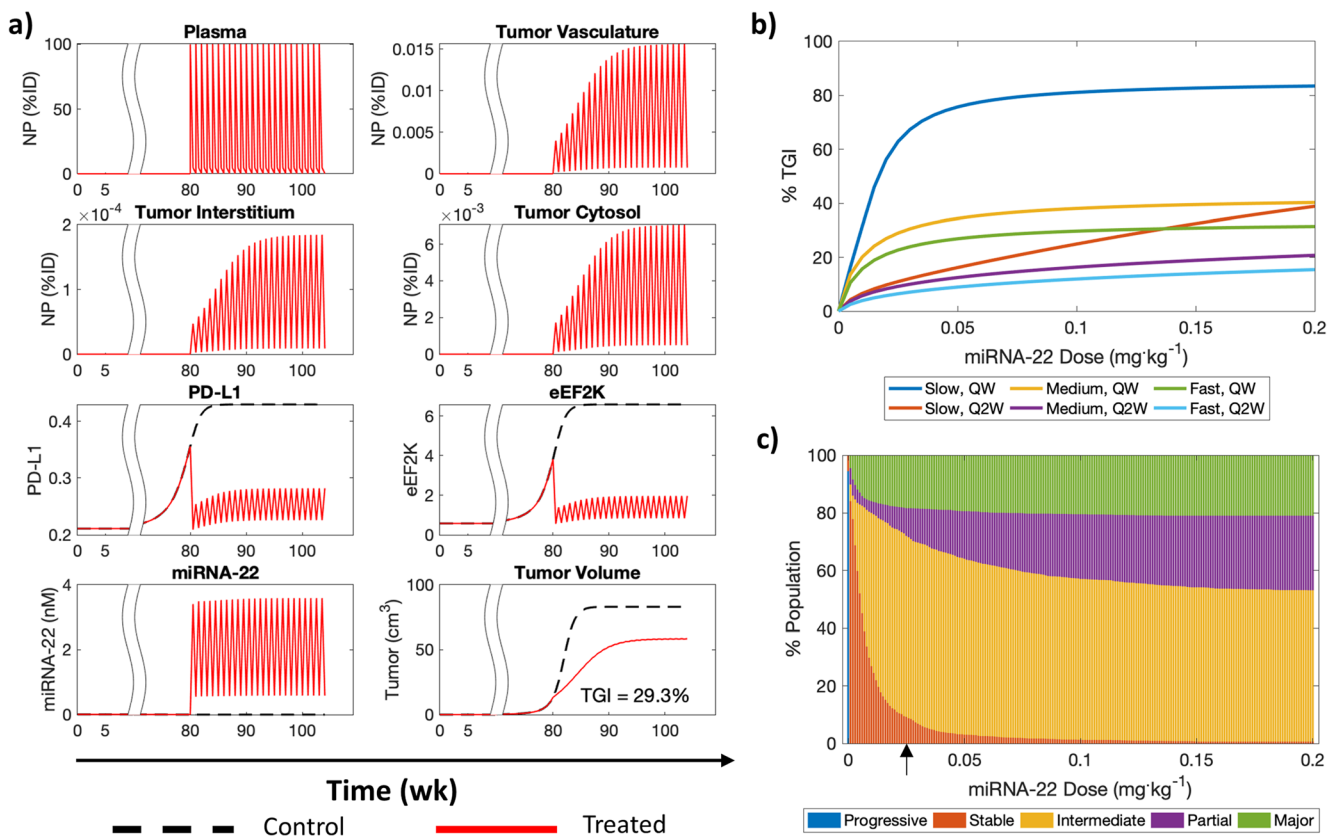 a)
Plasma
NP (%ID)
100
50
0
0 5 80 90 100
Tumor Vasculature
NP (%ID)
0.015
0.01
0.005
0
0 5 80 90 100
Tumor Interstitium
×10⁻⁴
NP (%ID)
2
1
0
0 5 80 90 100
Tumor Cytosol
×10⁻³
NP (%ID)
6
4
2
0
0 5 80 90 100
PD-L1
PD-L1
0.4
0.3
0.2
0 5 80 90 100
eEF2K
eEF2K
6
4
2
0
0 5 80 90 100
miRNA-22
miRNA-22 (nM)
4
2
0
0 5 80 90 100
Tumor Volume
Tumor (cm³)
100
50
0
TGI = 29.3%
0 5 80 90 100
Time (wk)
Control Treated
b)
% TGI
100
80
60
40
20
0
0 0.05 0.1 0.15 0.2
miRNA-22 Dose (mg·kg⁻¹)
Slow, QW Medium, QW Fast, QW
Slow, Q2W Medium, Q2W Fast, Q2W
c)
% Population
100
80
60
40
20
0
0 0.05 0.1 0.15 0.2
miRNA-22 Dose (mg·kg⁻¹)
Progressive Stable Intermediate Partial Major